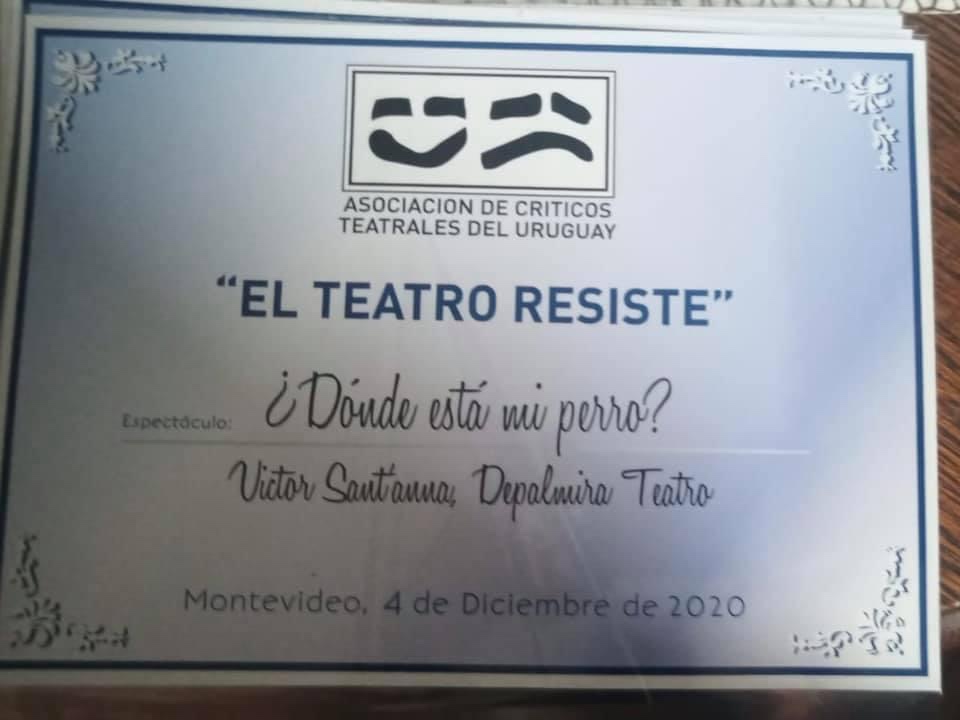 ASOCIACION DE CRITICOS
TEATRALES DEL URUGUAY
"EL TEATRO RESISTE"
Espectáculo: ¿Dónde está mi perro?
Victor Sant'anna, Depalmira Teatro
Montevideo, 4 de Diciembre de 2020